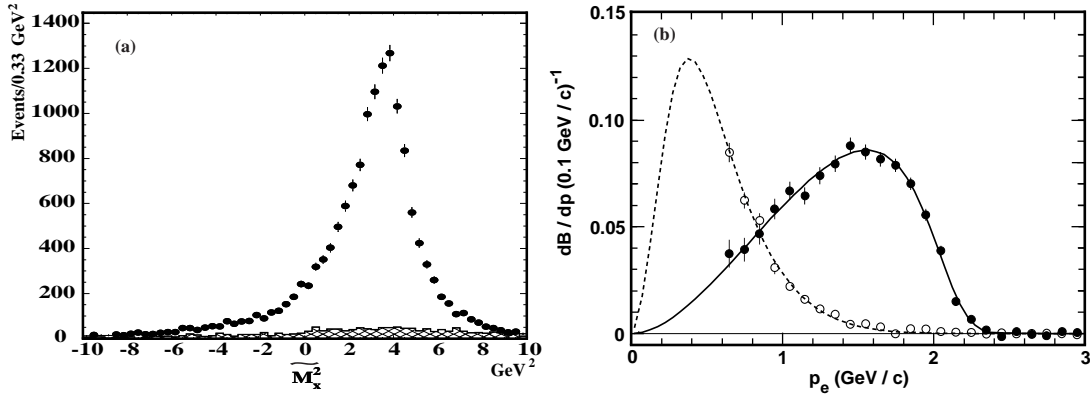 Events/0.33 GeV²
1400
1200
1000
800
600
400
200
0
(a)
-10 -8 -6 -4 -2 0 2 4 6 8 10
M̃ₓ²
GeV²
dB / dp (0.1 GeV / c)⁻¹
0.15
0.10
0.05
0
(b)
0 1 2 3
pₑ (GeV / c)